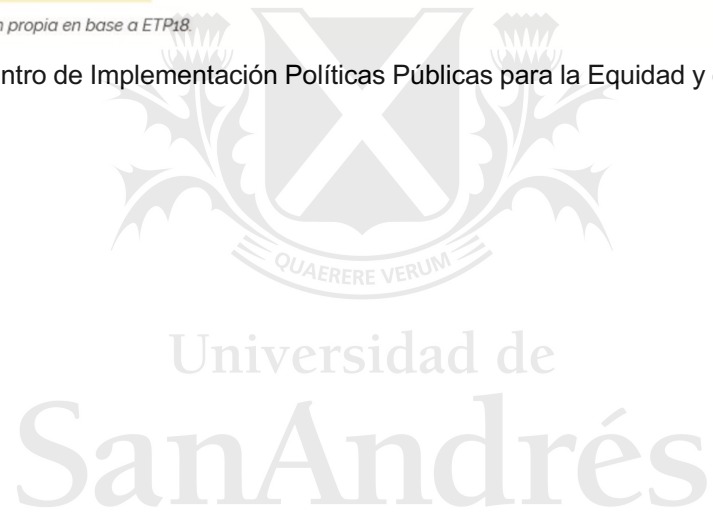 n propia en base a ETP18.
ntro de Implementación Políticas Públicas para la Equidad y
QUAERERE VERUM
Universidad de
SanAndrés